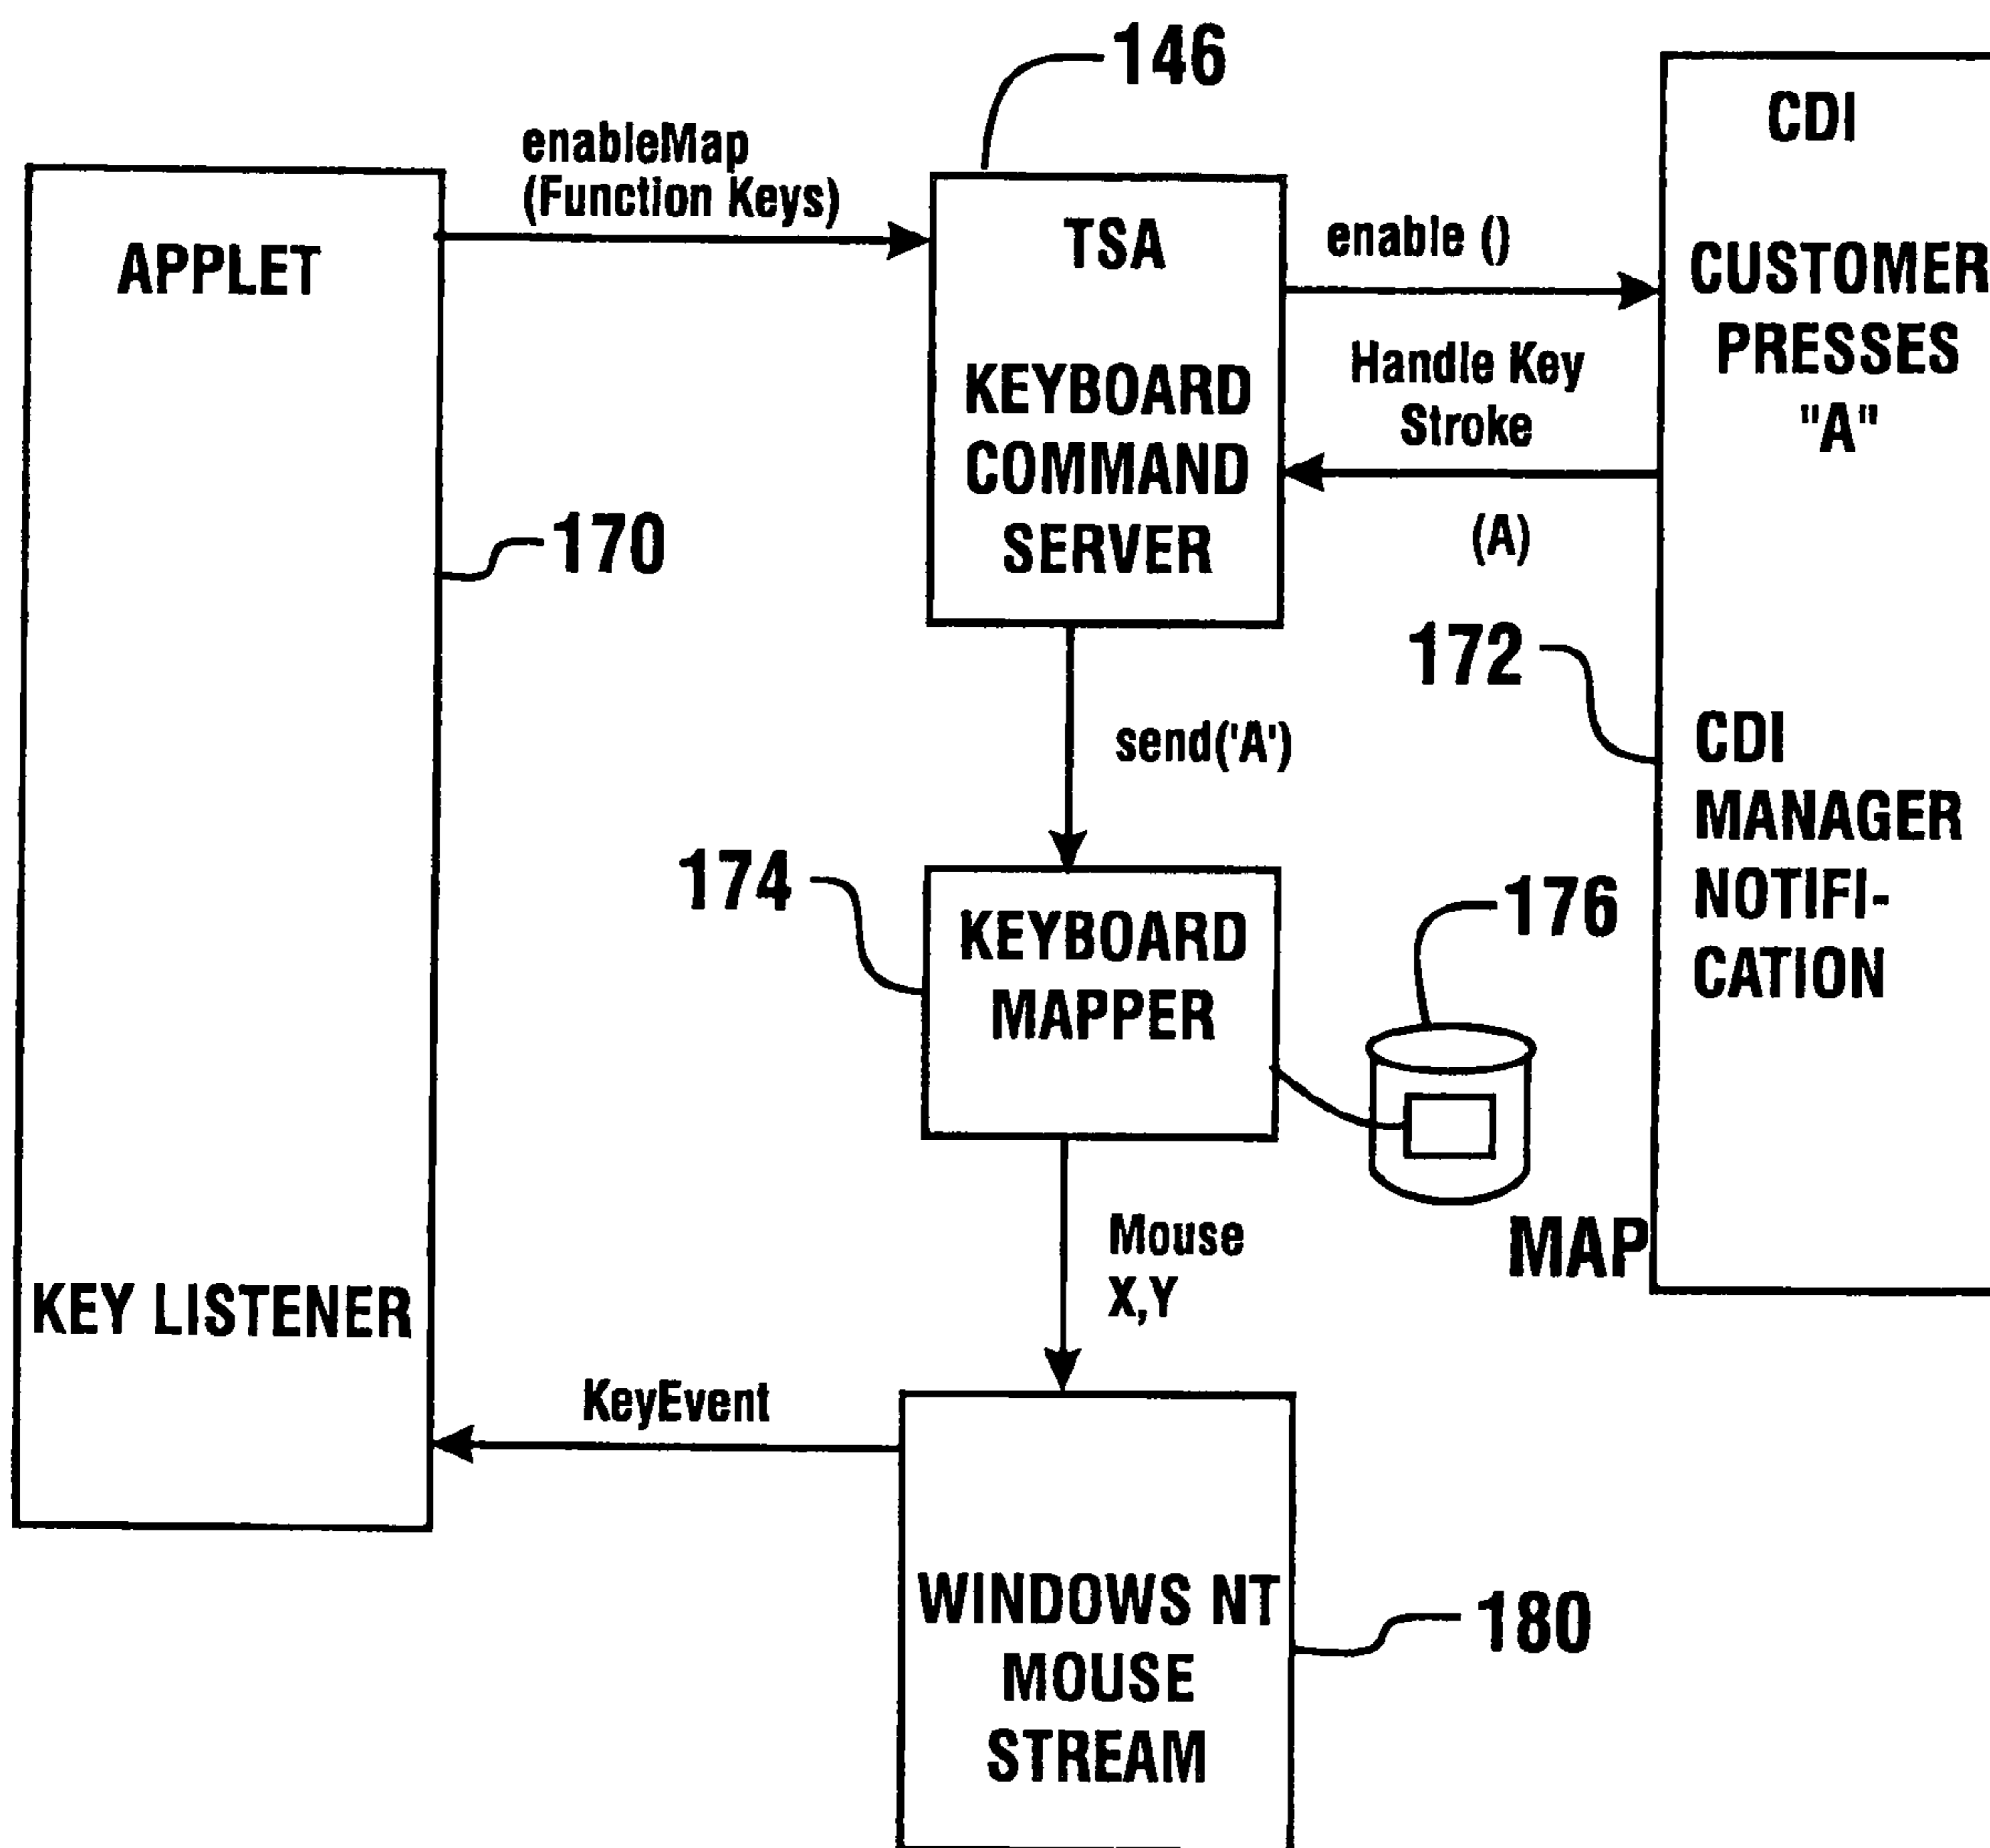 146
CDI
enableMap
(Function Keys)
APPLET
TSA
enable ()
CUSTOMER
PRESSES
"A"
Handle Key
Stroke
KEYBOARD
COMMAND
SERVER
(A)
170
172
send('A')
CDI
MANAGER
NOTIFI-
CATION
174
KEYBOARD
MAPPER
176
Mouse
X,Y
MAP
KEY LISTENER
KeyEvent
WINDOWS NT
MOUSE
STREAM
180